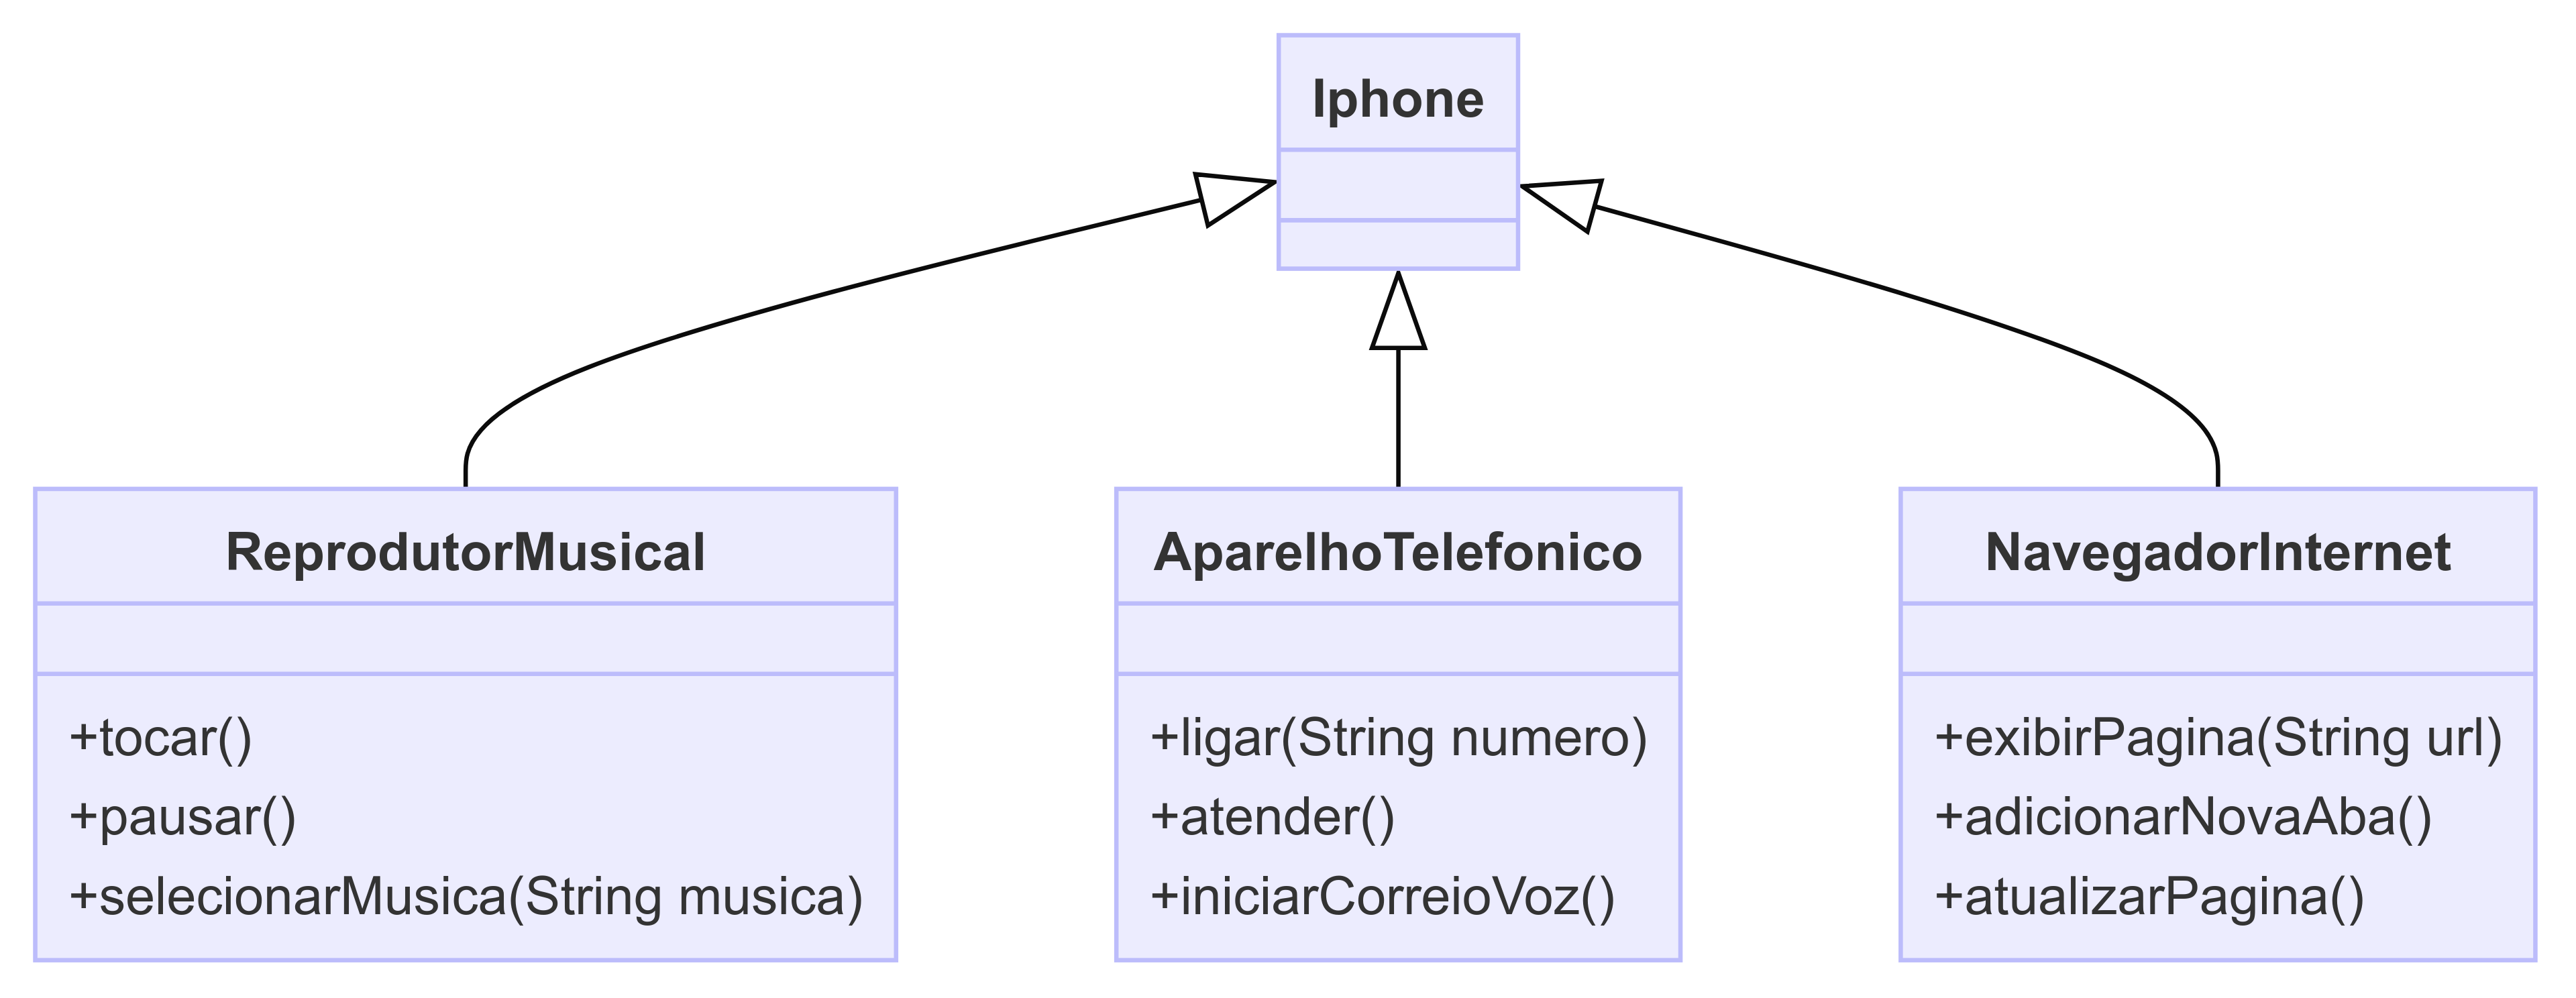 Iphone
ReprodutorMusical
+tocar()
+pausar()
+selecionarMusica(String musica)
AparelhoTelefonico
+ligar(String numero)
+atender()
+iniciarCorreioVoz()
NavegadorInternet
+exibirPagina(String url)
+adicionarNovaAba()
+atualizarPagina()